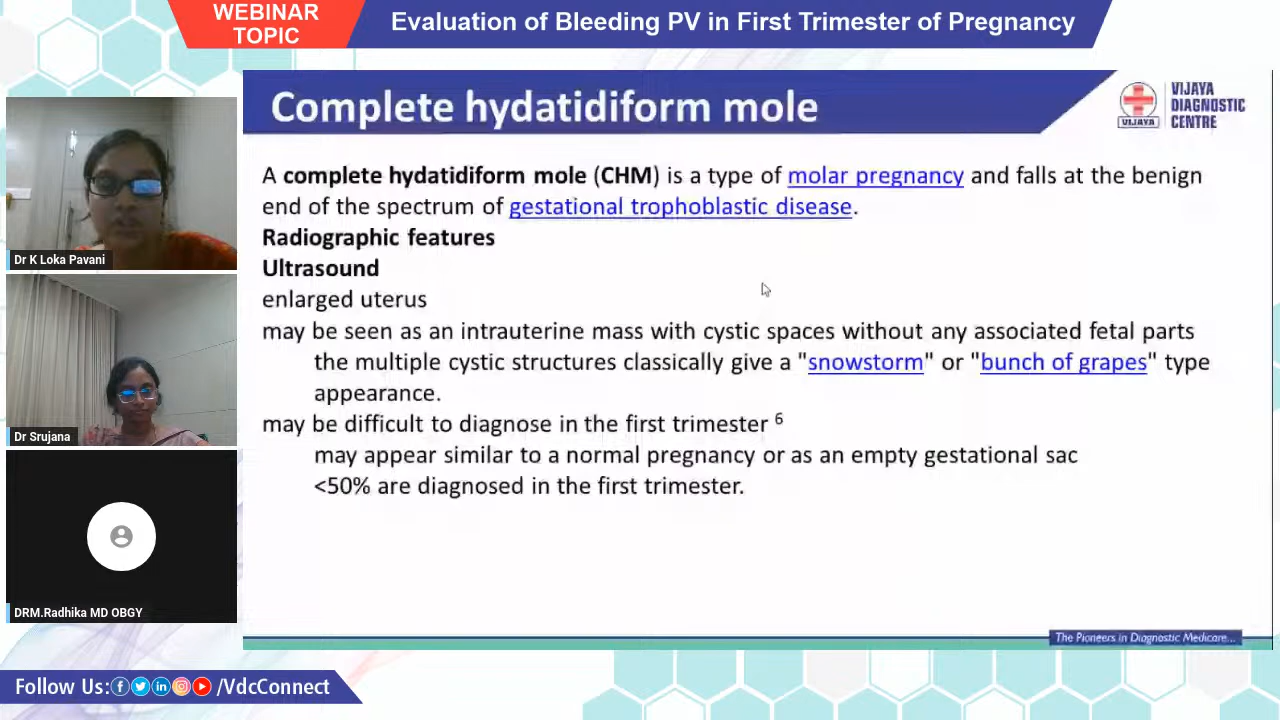 WEBINAR
TOPIC
Evaluation of Bleeding PV in First Trimester of Pregnancy
Complete hydatidiform mole
VIJAYA
VIJAYA
DIAGNOSTIC
CENTRE
A complete hydatidiform mole (CHM) is a type of molar pregnancy and falls at the benign
end of the spectrum of gestational trophoblastic disease.
Radiographic features
Ultrasound
enlarged uterus
may be seen as an intrauterine mass with cystic spaces without any associated fetal parts
the multiple cystic structures classically give a "snowstorm" or "bunch of grapes" type
appearance.
may be difficult to diagnose in the first trimester 6
may appear similar to a normal pregnancy or as an empty gestational sac
<50% are diagnosed in the first trimester.
Dr K Loka Pavani
Dr Srujana
DRM.Radhika MD OBGY
The Pioneers in Diagnostic Medicare...
Follow Us: /VdcConnect